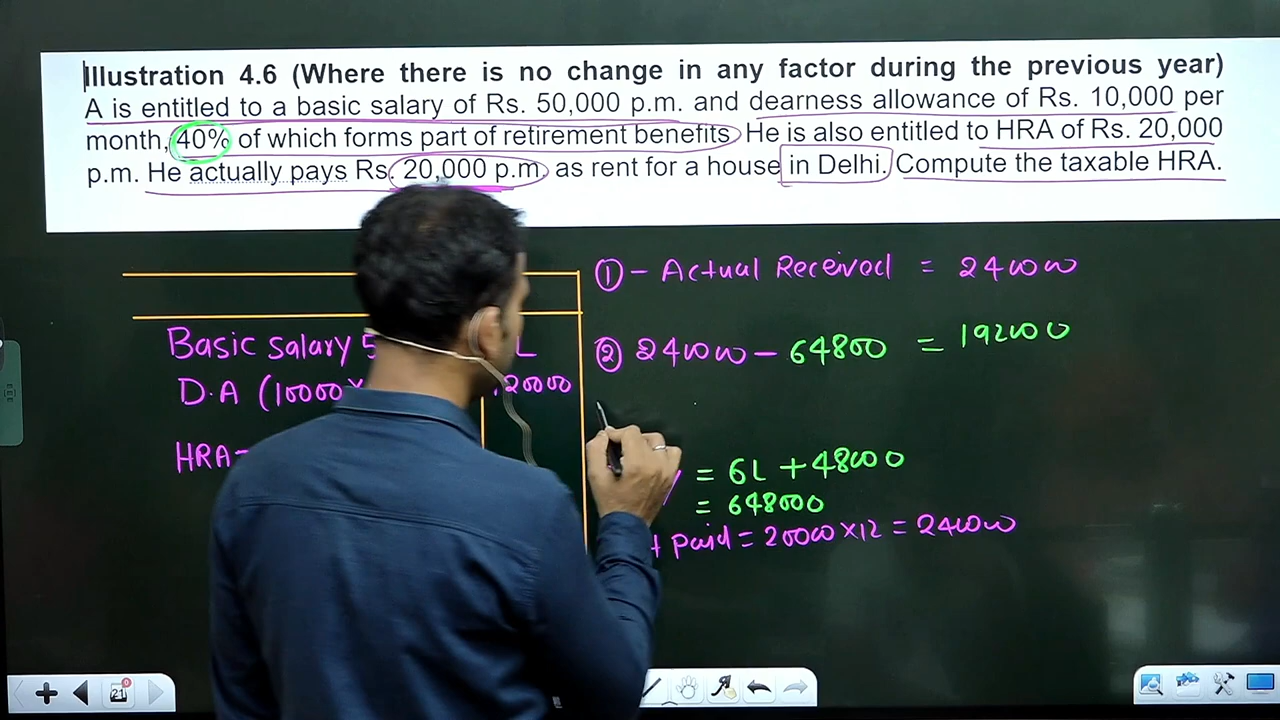 Illustration 4.6 (Where there is no change in any factor during the previous year)
A is entitled to a basic salary of Rs. 50,000 p.m. and dearness allowance of Rs. 10,000 per
month, 40% of which forms part of retirement benefits He is also entitled to HRA of Rs. 20,000
p.m. He actually pays Rs. 20,000 p.m. as rent for a house in Delhi. Compute the taxable HRA.
① - Actual Received = 240000
Basic salary 5 L
② 240000 - 64800 = 192000
D.A (10000× 120000
HRA-
= 6L + 48000
= 648000
Paid = 20000×12 = 240000
21